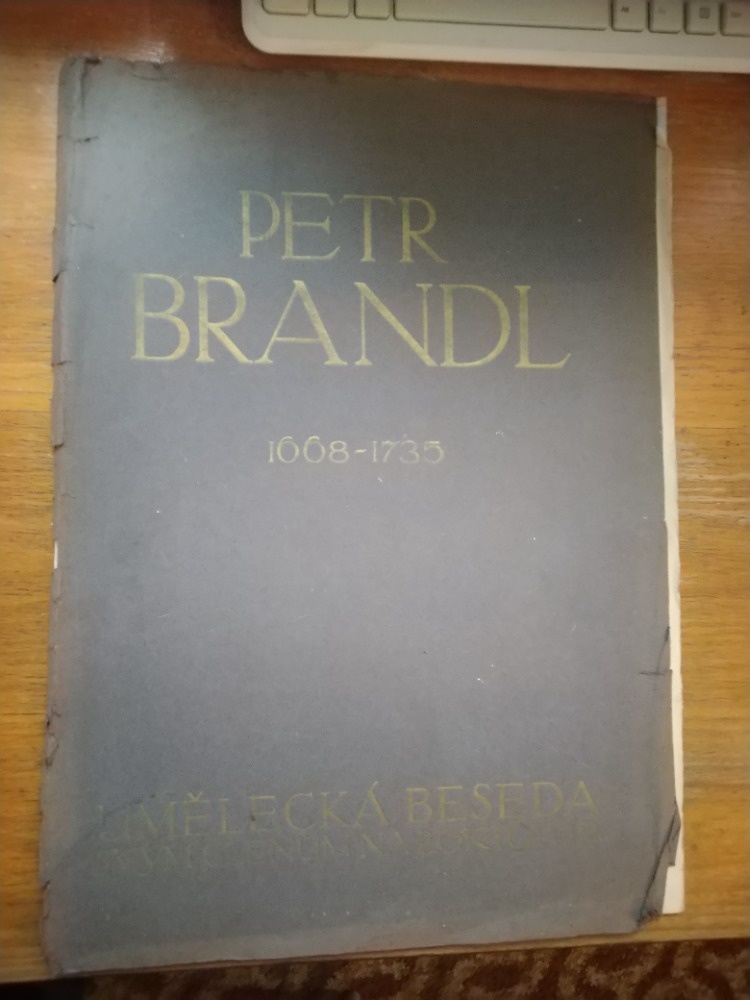 PETR
BRANDL
1668-1735
UMĚLECKÁ BESEDA